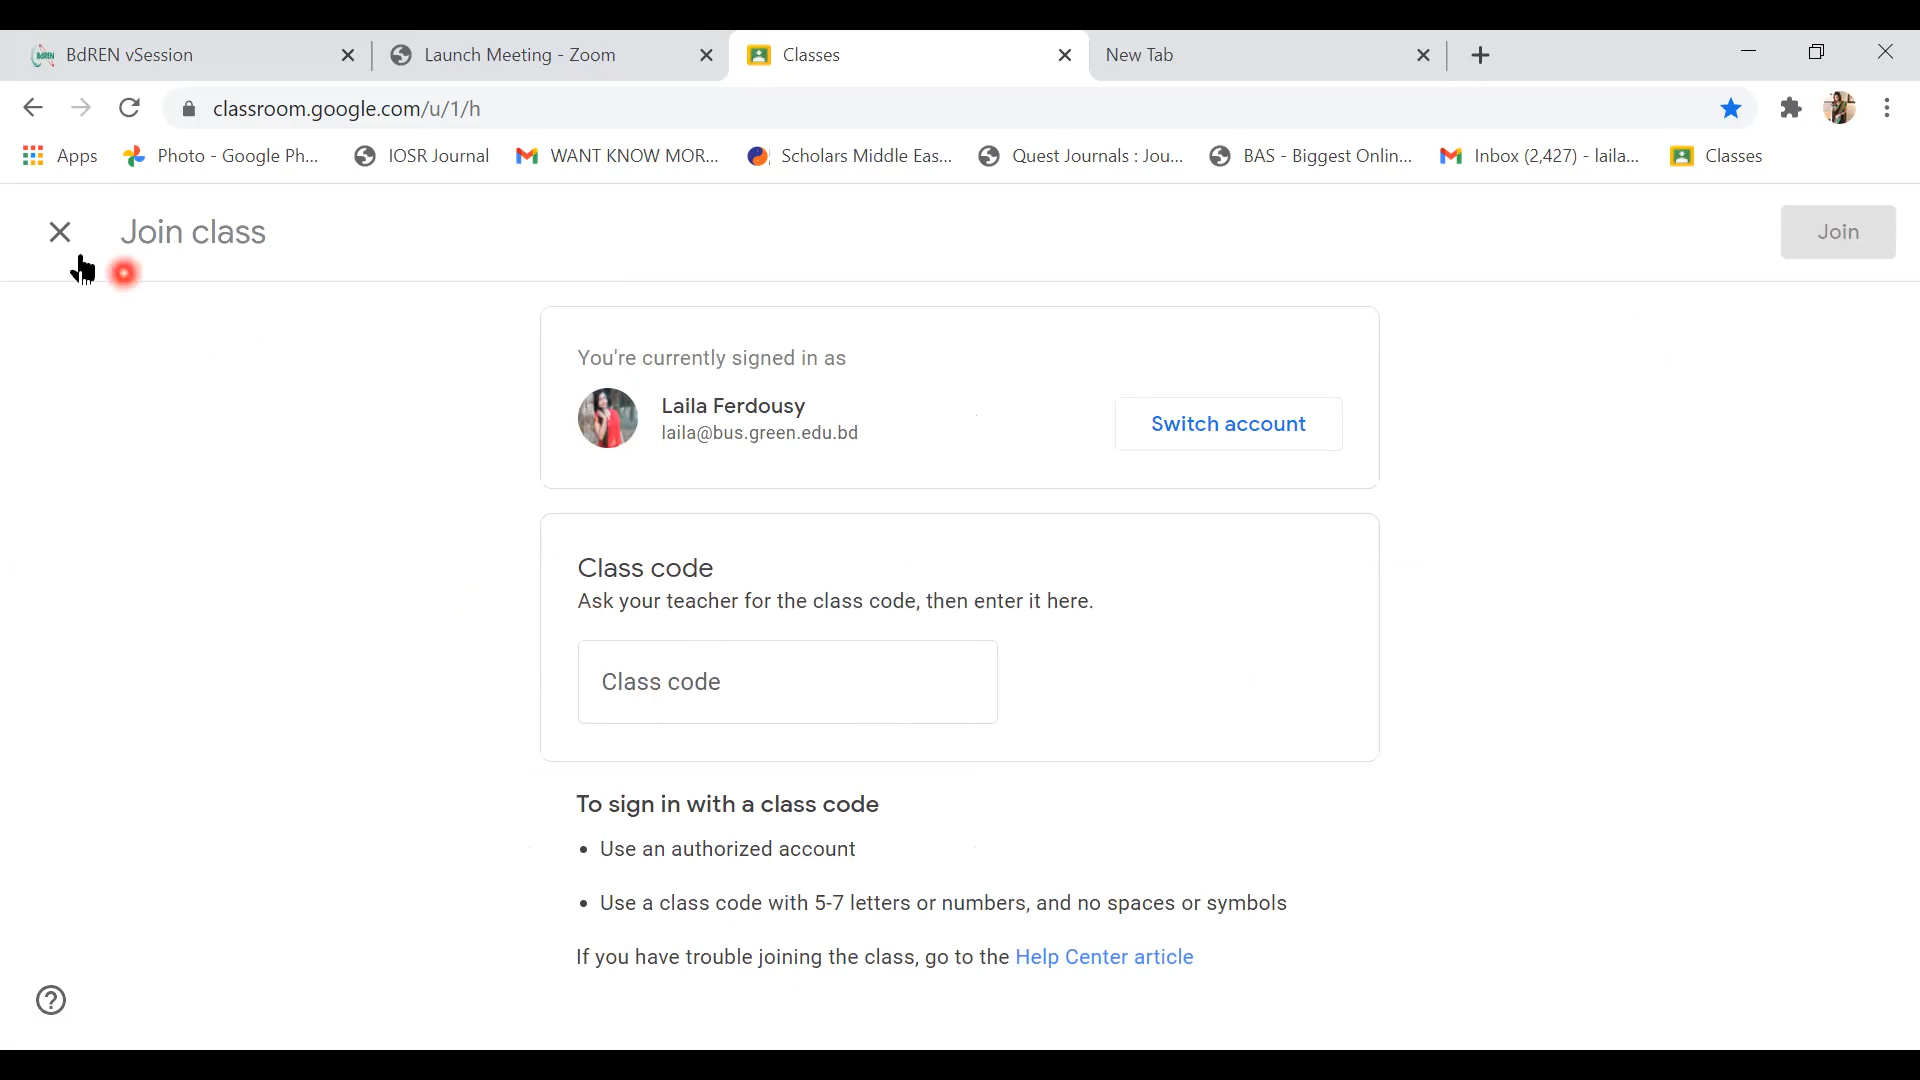 BdREN vSession
Launch Meeting - Zoom
Classes
New Tab
classroom.google.com/u/1/h
Apps
Photo - Google Ph...
IOSR Journal
WANT KNOW MOR...
Scholars Middle Eas...
Quest Journals : Jou...
BAS - Biggest Onlin...
Inbox (2,427) - laila...
Classes
Join class
Join
You're currently signed in as
Laila Ferdousy
laila@bus.green.edu.bd
Switch account
Class code
Ask your teacher for the class code, then enter it here.
Class code
To sign in with a class code
• Use an authorized account
• Use a class code with 5-7 letters or numbers, and no spaces or symbols
If you have trouble joining the class, go to the Help Center article